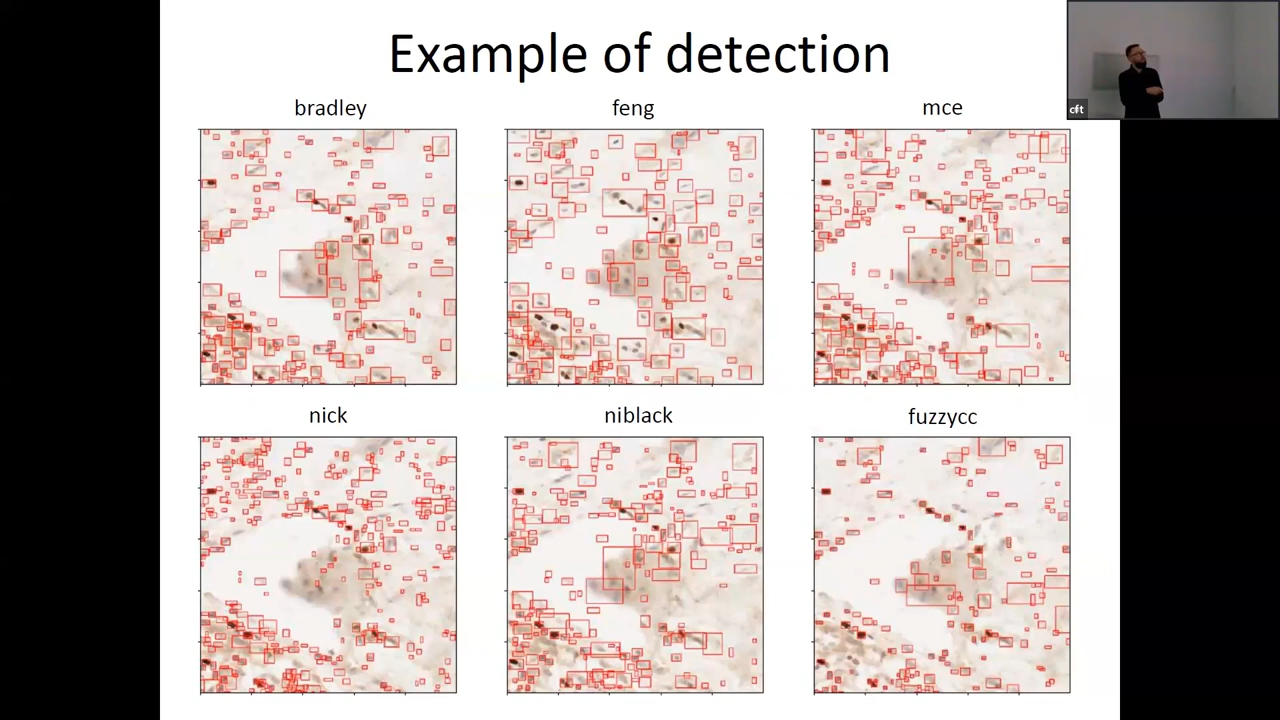 Example of detection
cft
bradley
feng
mce
nick
niblack
fuzzycc